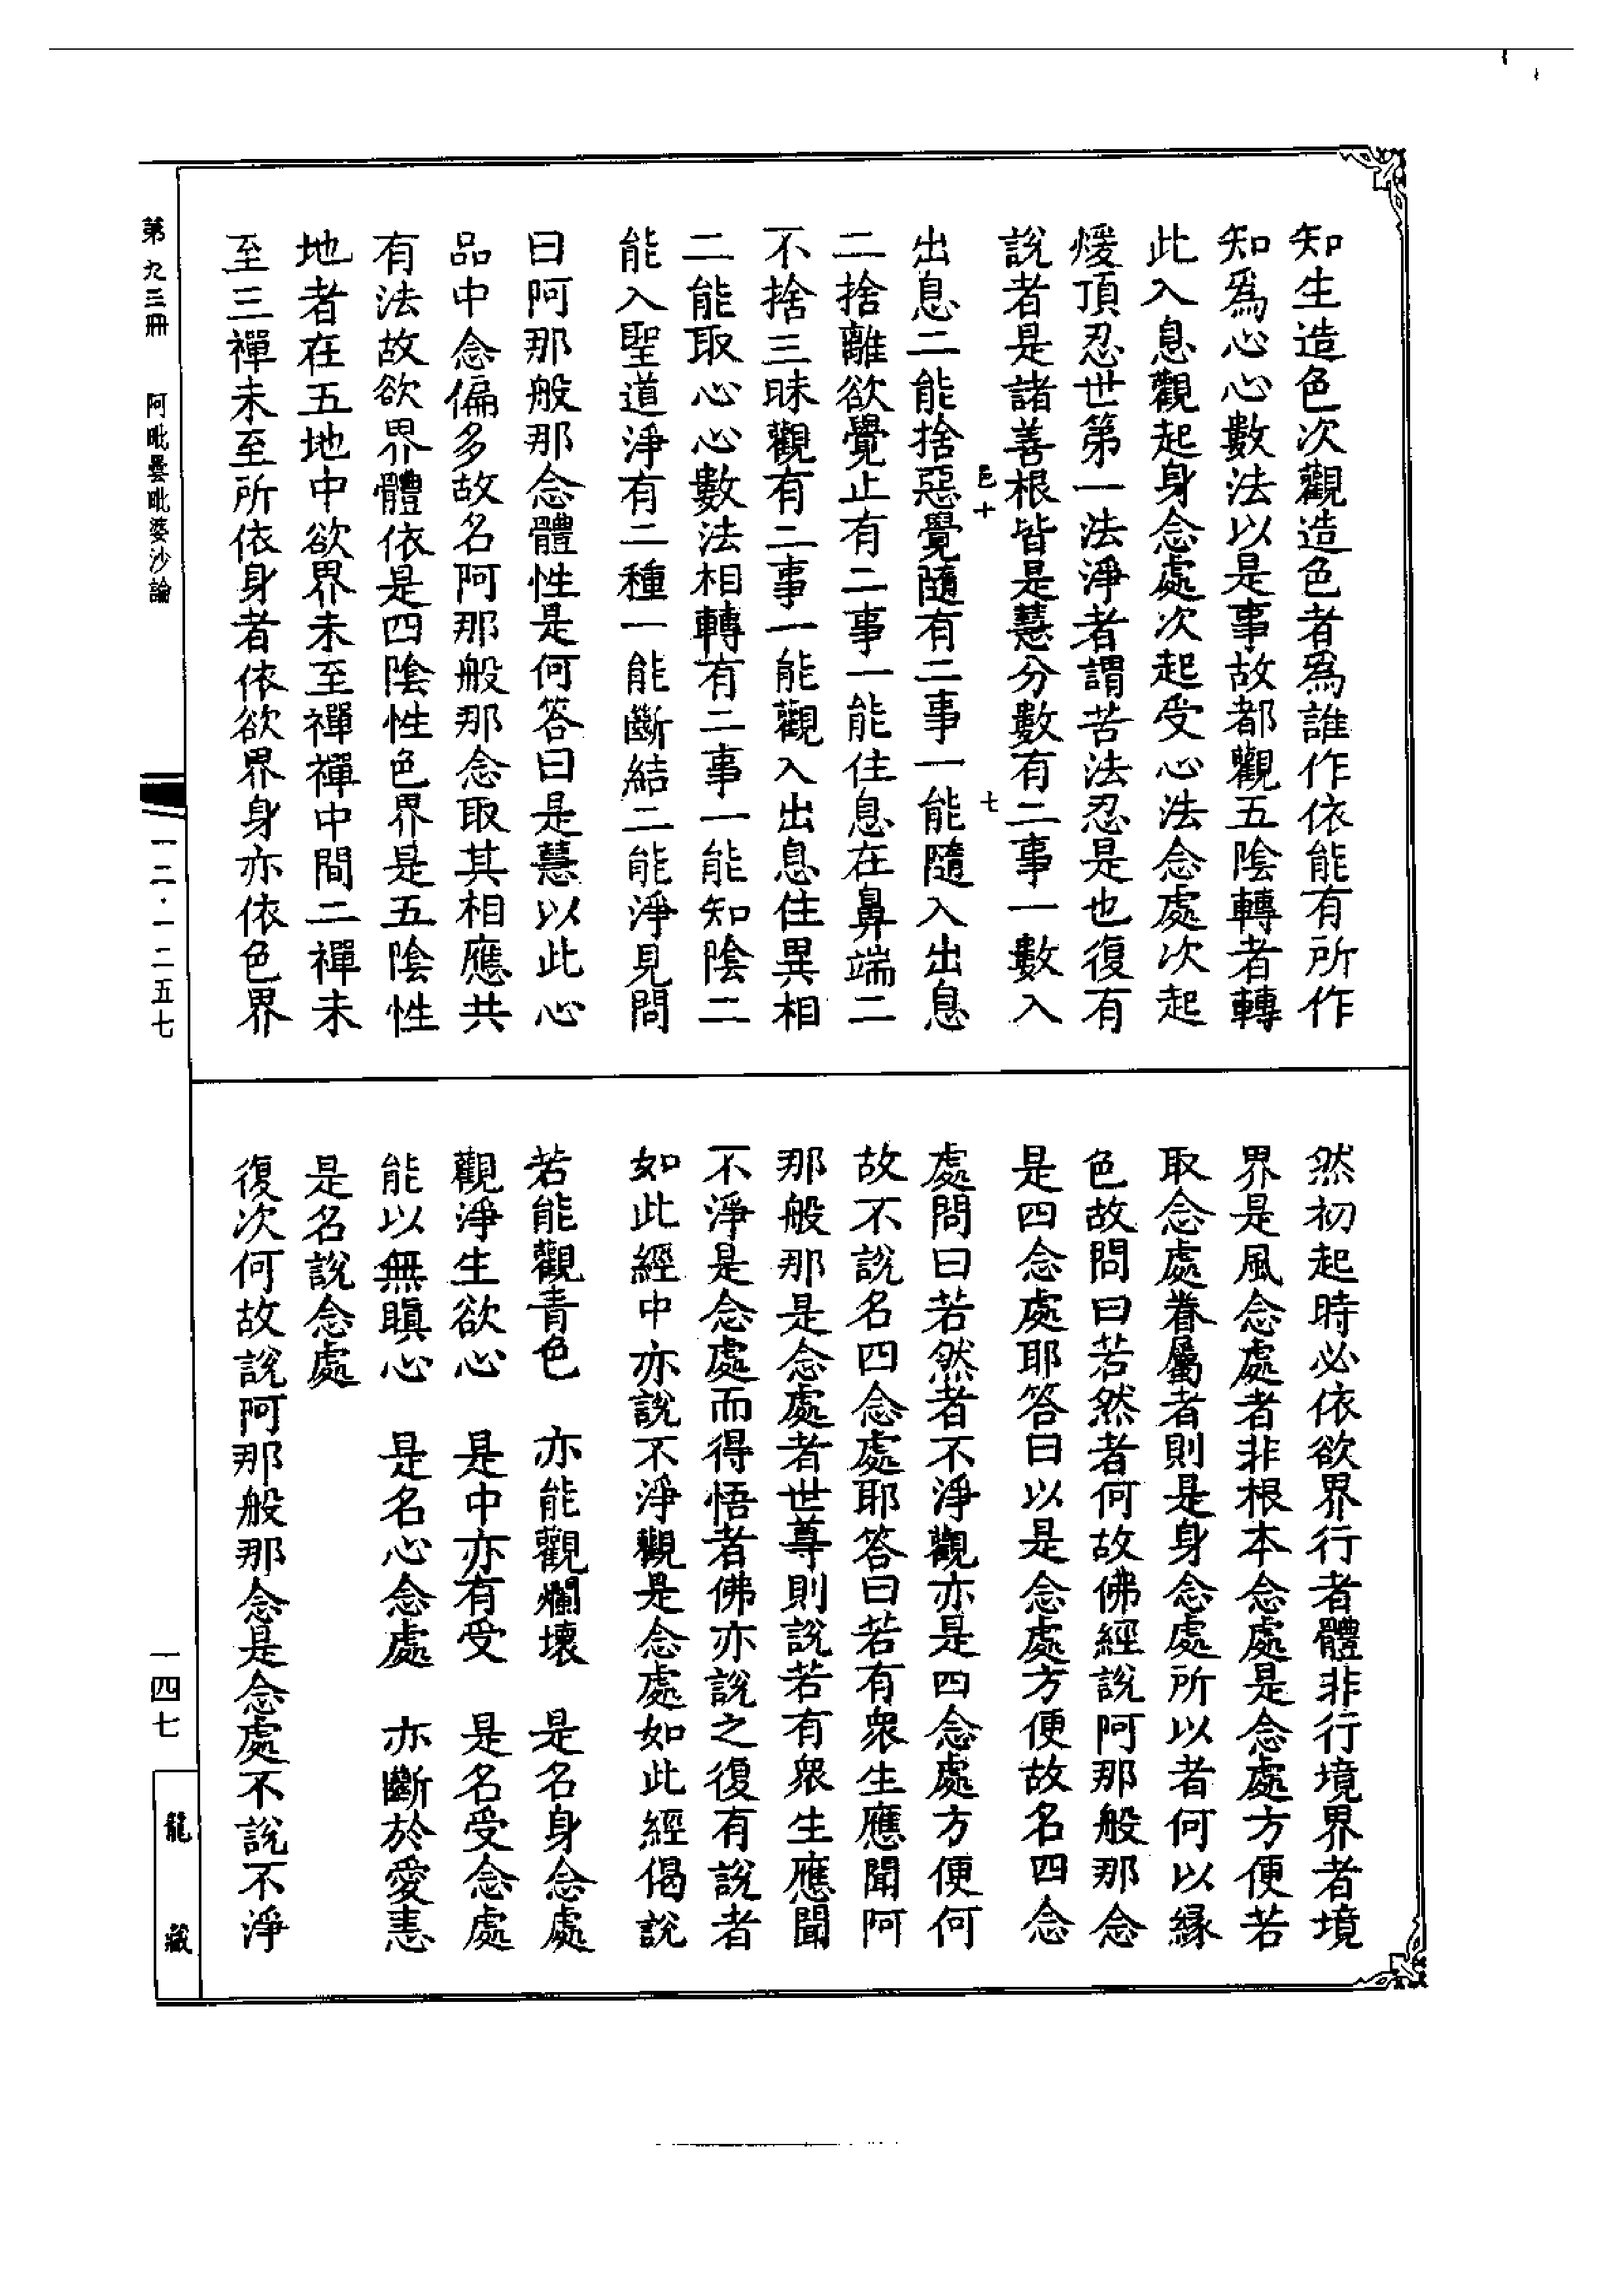 知生造色次觀造色者爲誰作依能有所作
知爲心心數法以是事故都觀五陰轉者轉
此入息觀起身念處次起受心法念處次起
煖頂忍世第一法淨者謂苦法忍是也復有
說者是諸善根皆是慧分數有二事一數入
出息二能捨惡覺隨有二事一能隨入出息
二捨離欲覺止有二事一能住息在鼻端二
不捨三昧觀有二事一能觀入出息住異相
二能取心心數法相轉有二事一能知陰二
能入聖道淨有二種一能斷結二能淨見問
曰阿那般那念體性是何答曰是慧以此心
品中念偏多故名阿那般那念取其相應共
有法故欲界體依是四陰性色界是五陰性
地者在五地中欲界未至禪禪中間二禪未
至三禪未至所依身者依欲界身亦依色界
邑十
七
然初起時必依欲界行者體非行境界者境
界是風念處者非根本念處是念處方便若
取念處眷屬者則是身念處所以者何以緣
色故問曰若然者何故佛經說阿那般那念
是四念處耶答曰以是念處方便故名四念
處問曰若然者不淨觀亦是四念處方便何
故不說名四念處耶答曰若有衆生應聞阿
那般那是念處者世尊則說若有衆生應聞
不淨是念處而得悟者佛亦說之復有說者
如此經中亦說不淨觀是念處如此經偈說
若能觀青色　亦能觀爛壞　是名身念處
觀淨生欲心　是中亦有受　是名受念處
能以無瞋心　是名心念處　亦斷於愛恚
是名說念處
復次何故說阿那般那念是念處不說不淨
第九三冊　阿毗曇毗婆沙論
一二·一二五七
一四七
龍藏